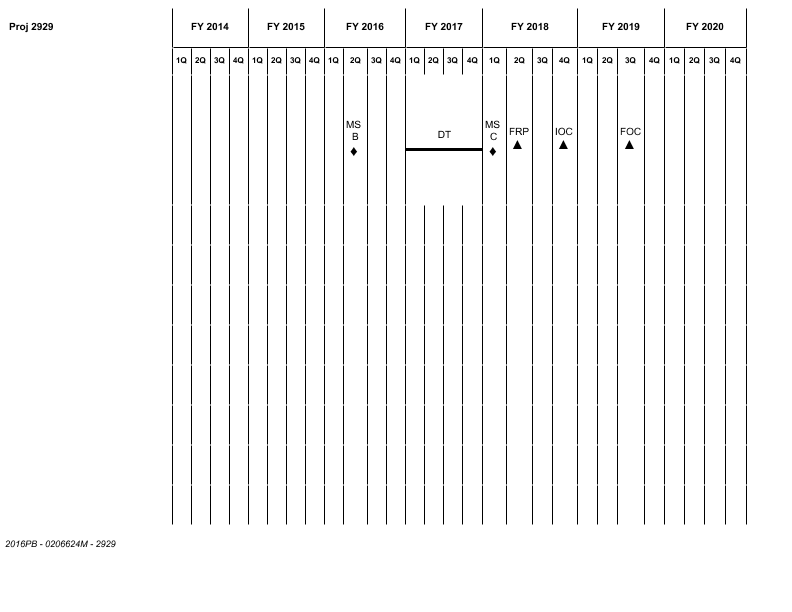 Proj 2929
FY 2014 FY 2015 FY 2016 FY 2017 FY 2018 FY 2019 FY 2020
1Q 2Q 3Q 4Q 1Q 2Q 3Q 4Q 1Q 2Q 3Q 4Q 1Q 2Q 3Q 4Q 1Q 2Q 4Q 1Q 2Q 3Q 4Q 1Q 2Q 3Q 4Q
MS B
DT
MS C
FRP
IOC
FOC
2016PB - 0206624M - 2929